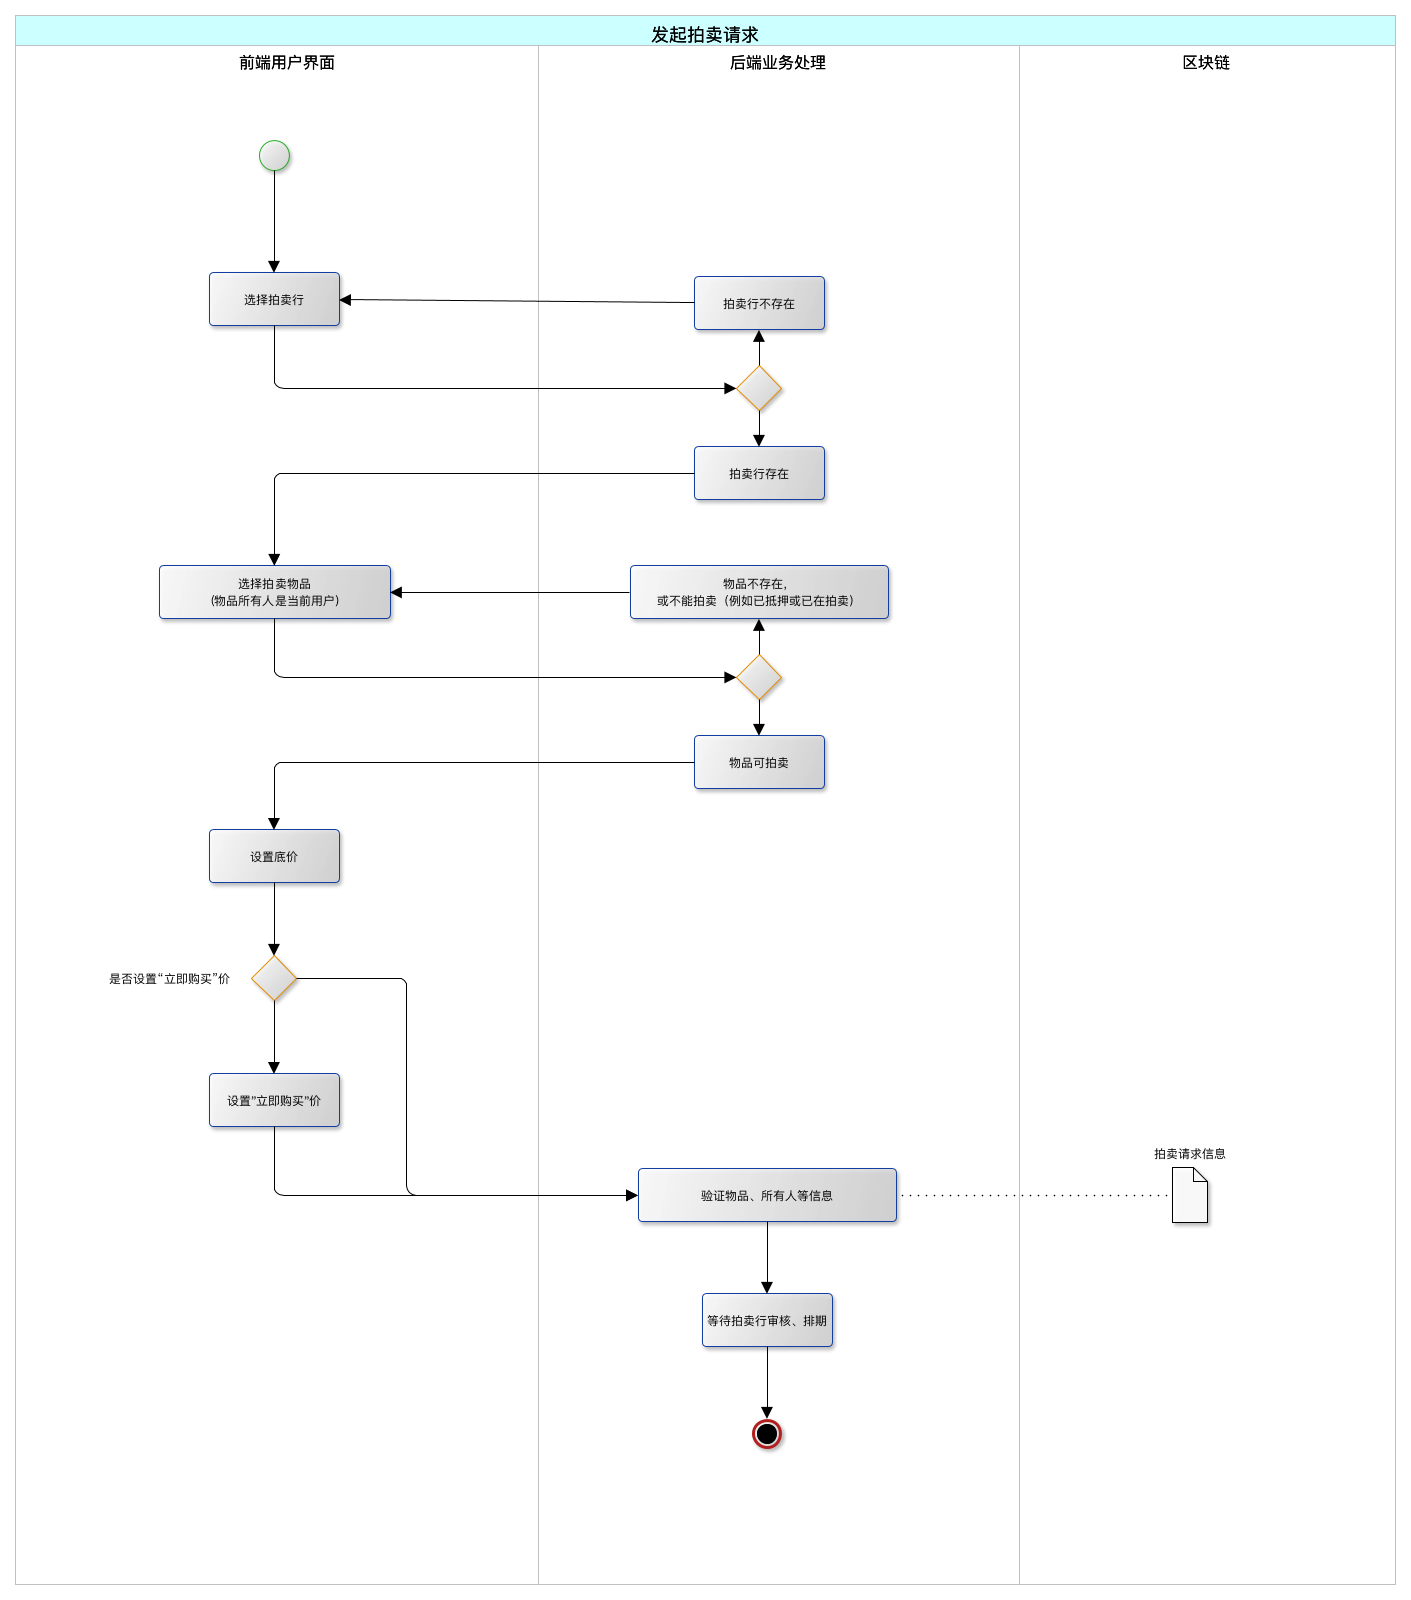 发起拍卖请求
前端用户界面
后端业务处理
区块链
选择拍卖行
拍卖行不存在
拍卖行存在
选择拍卖物品
(物品所有人是当前用户)
物品不存在，
或不能拍卖（例如已抵押或已在拍卖）
物品可拍卖
设置底价
是否设置“立即购买”价
设置”立即购买”价
拍卖请求信息
验证物品、所有人等信息
等待拍卖行审核、排期